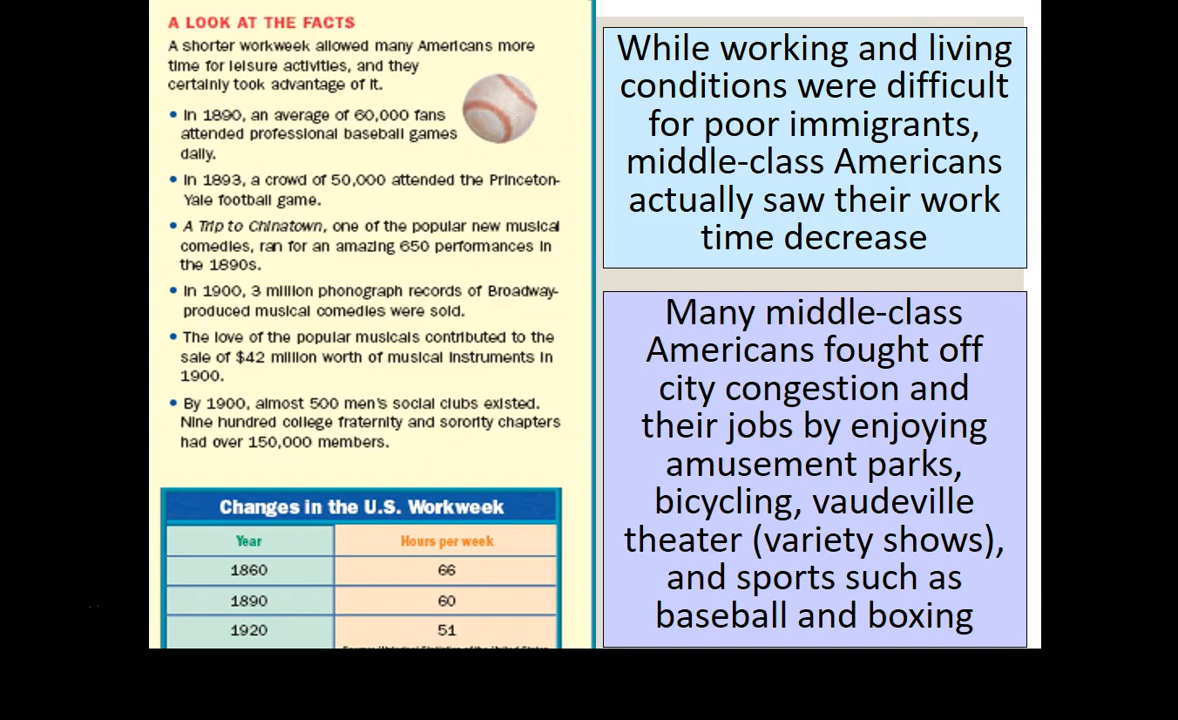 A LOOK AT THE FACTS
A shorter workweek allowed many Americans more
time for leisure activities, and they
certainly took advantage of it.
• In 1890, an average of 60,000 fans
attended professional baseball games
daily.
• In 1893, a crowd of 50,000 attended the Princeton-
Yale football game.
• A Trip to Chinatown, one of the popular new musical
comedies, ran for an amazing 650 performances in
the 1890s.
• In 1900, 3 million phonograph records of Broadway-
produced musical comedies were sold.
• The love of the popular musicals contributed to the
sale of $42 million worth of musical instruments in
1900.
• By 1900, almost 500 men's social clubs existed.
Nine hundred college fraternity and sorority chapters
had over 150,000 members.
Changes in the U.S. Workweek
Year Hours per week
1860 66
1890 60
1920 51
Source: Historical Statistics of the United States
While working and living
conditions were difficult
for poor immigrants,
middle-class Americans
actually saw their work
time decrease
Many middle-class
Americans fought off
city congestion and
their jobs by enjoying
amusement parks,
bicycling, vaudeville
theater (variety shows),
and sports such as
baseball and boxing